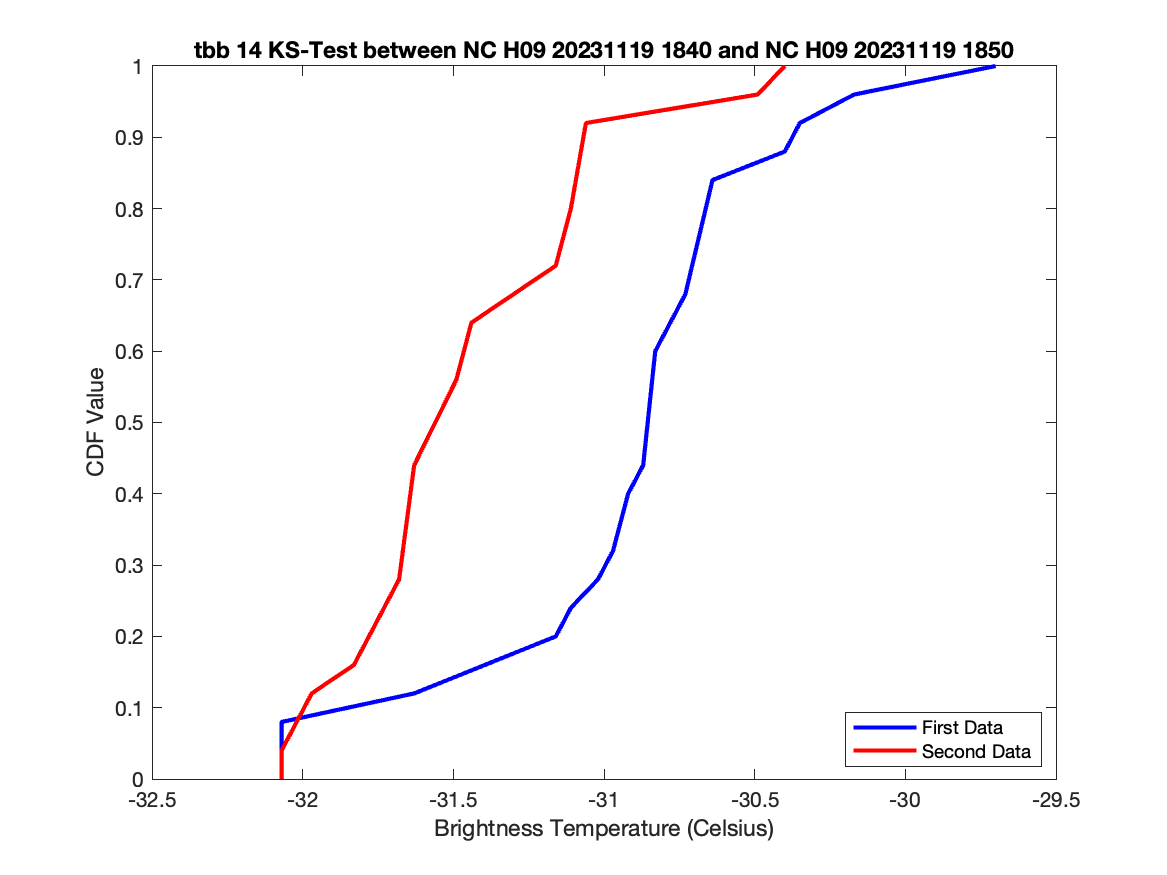 tbb 14 KS-Test between NC H09 20231119 1840 and NC H09 20231119 1850
1
0.9
0.8
0.7
0.6
0.5
0.4
0.3
0.2
0.1
0
CDF Value
First Data
Second Data
-32.5 -32 -31.5 -31 -30.5 -30 -29.5
Brightness Temperature (Celsius)